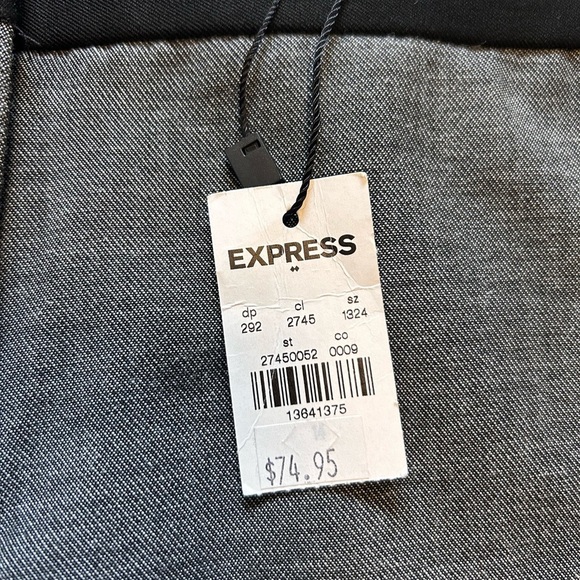 EXPRESS
dp cl sz
292 2745 1324
st co
27450052 0009
13641375
$74.95